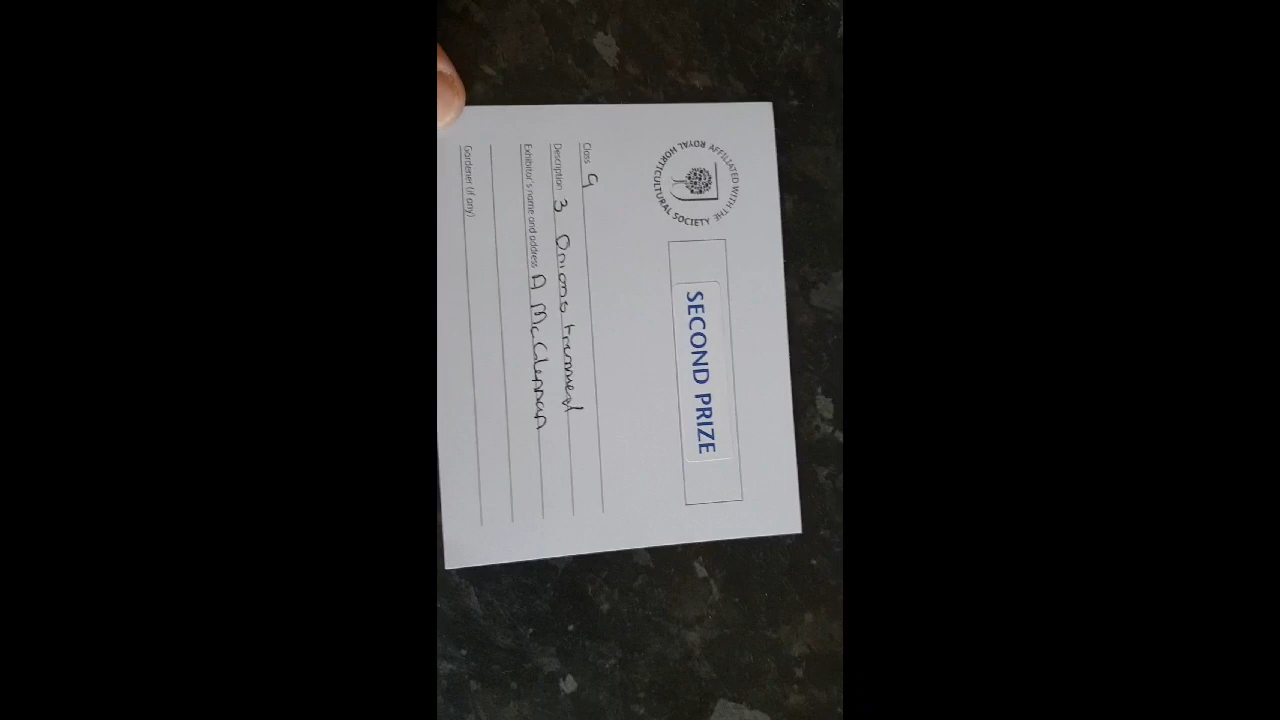 AFFILIATED WITH THE ROYAL HORTICULTURAL SOCIETY
SECOND PRIZE
Class 9
Description 3 Onions trimmed
Exhibitor's name and address A McClennan
Gardener (if any)